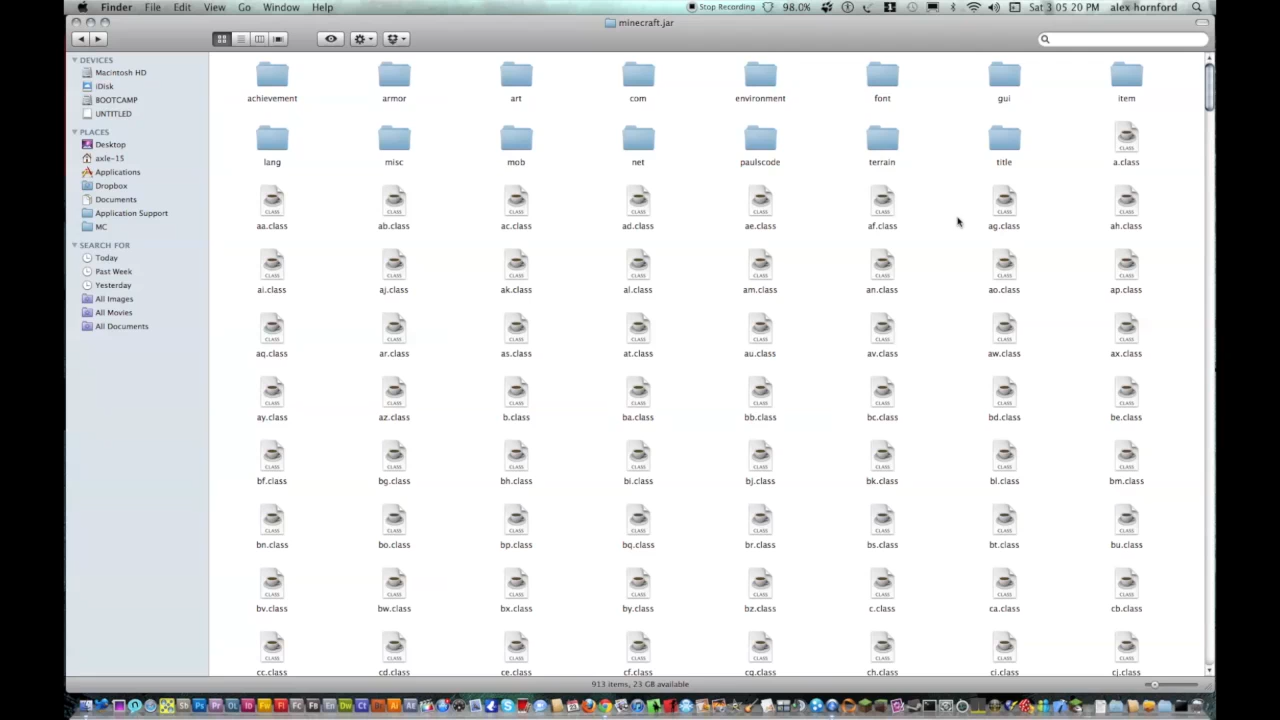 Finder File Edit View Go Window Help Stop Recording 98.0% Sat 3:05:20 PM alex hornford
minecraft.jar
DEVICES
Macintosh HD
iDisk
BOOTCAMP
UNTITLED
PLACES
Desktop
axle-15
Applications
Dropbox
Documents
Application Support
MC
SEARCH FOR
Today
Past Week
Yesterday
All Images
All Movies
All Documents
achievement armor art com environment font gui item
lang misc mob net paulscode terrain title a.class
aa.class ab.class ac.class ad.class ae.class af.class ag.class ah.class
ai.class aj.class ak.class al.class am.class an.class ao.class ap.class
aq.class ar.class as.class at.class au.class av.class aw.class ax.class
ay.class az.class b.class ba.class bb.class bc.class bd.class be.class
bf.class bg.class bh.class bi.class bj.class bk.class bl.class bm.class
bn.class bo.class bp.class bq.class br.class bs.class bt.class bu.class
bv.class bw.class bx.class by.class bz.class c.class ca.class cb.class
cc.class cd.class ce.class cf.class cg.class ch.class ci.class cj.class
913 items, 23 GB available